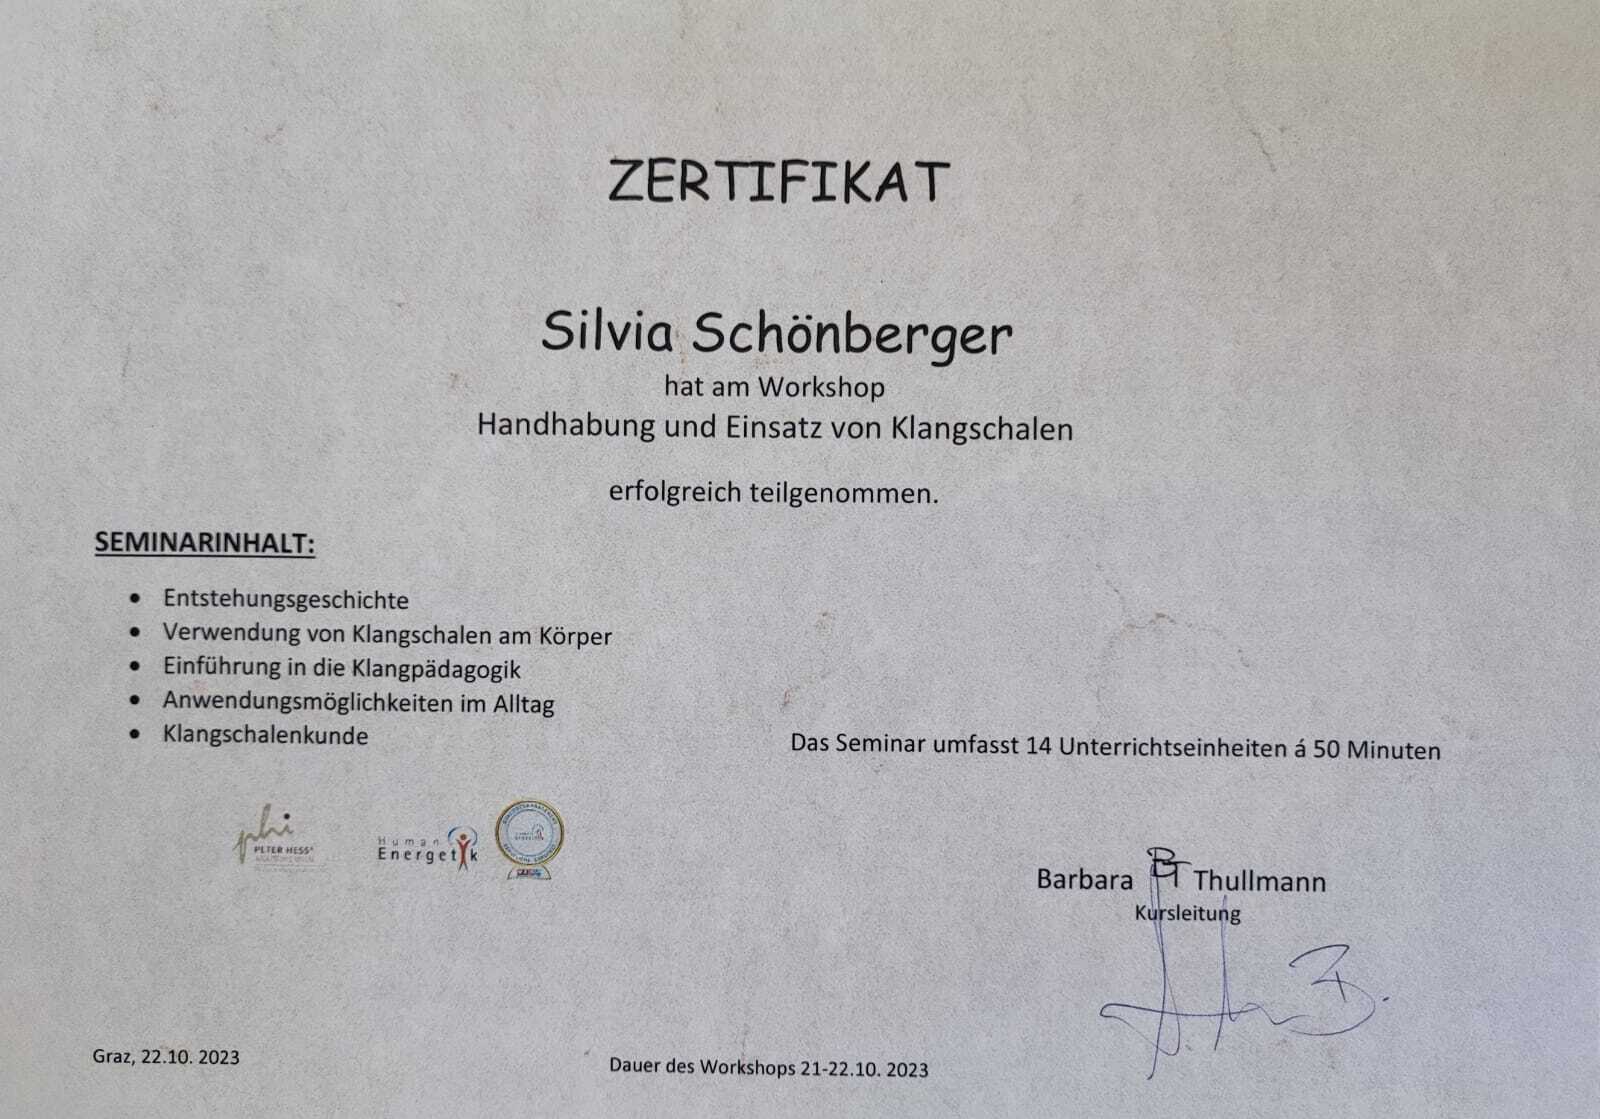 ZERTIFIKAT
Silvia Schönberger
hat am Workshop
Handhabung und Einsatz von Klangschalen
erfolgreich teilgenommen.
SEMINARINHALT:
• Entstehungsgeschichte
• Verwendung von Klangschalen am Körper
• Einführung in die Klangpädagogik
• Anwendungsmöglichkeiten im Alltag
• Klangschalenkunde
Das Seminar umfasst 14 Unterrichtseinheiten á 50 Minuten
phi
PETER HESS®
Human
Energetik
Barbara BT Thullmann
Kursleitung
Graz, 22.10. 2023
Dauer des Workshops 21-22.10. 2023